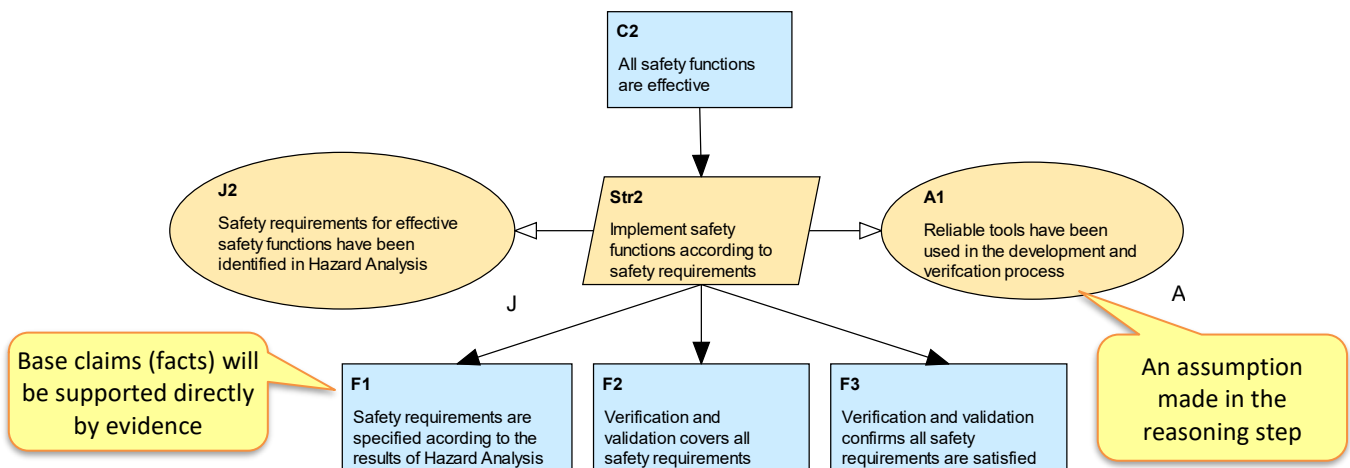 C2
All safety functions
are effective
J2
Safety requirements for effective
safety functions have been
identified in Hazard Analysis
J
Str2
Implement safety
functions according to
safety requirements
A1
Reliable tools have been
used in the development and
verifcation process
A
Base claims (facts) will
be supported directly
by evidence
F1
Safety requirements are
specified acording to the
results of Hazard Analysis
F2
Verification and
validation covers all
safety requirements
F3
Verification and validation
confirms all safety
requirements are satisfied
An assumption
made in the
reasoning step